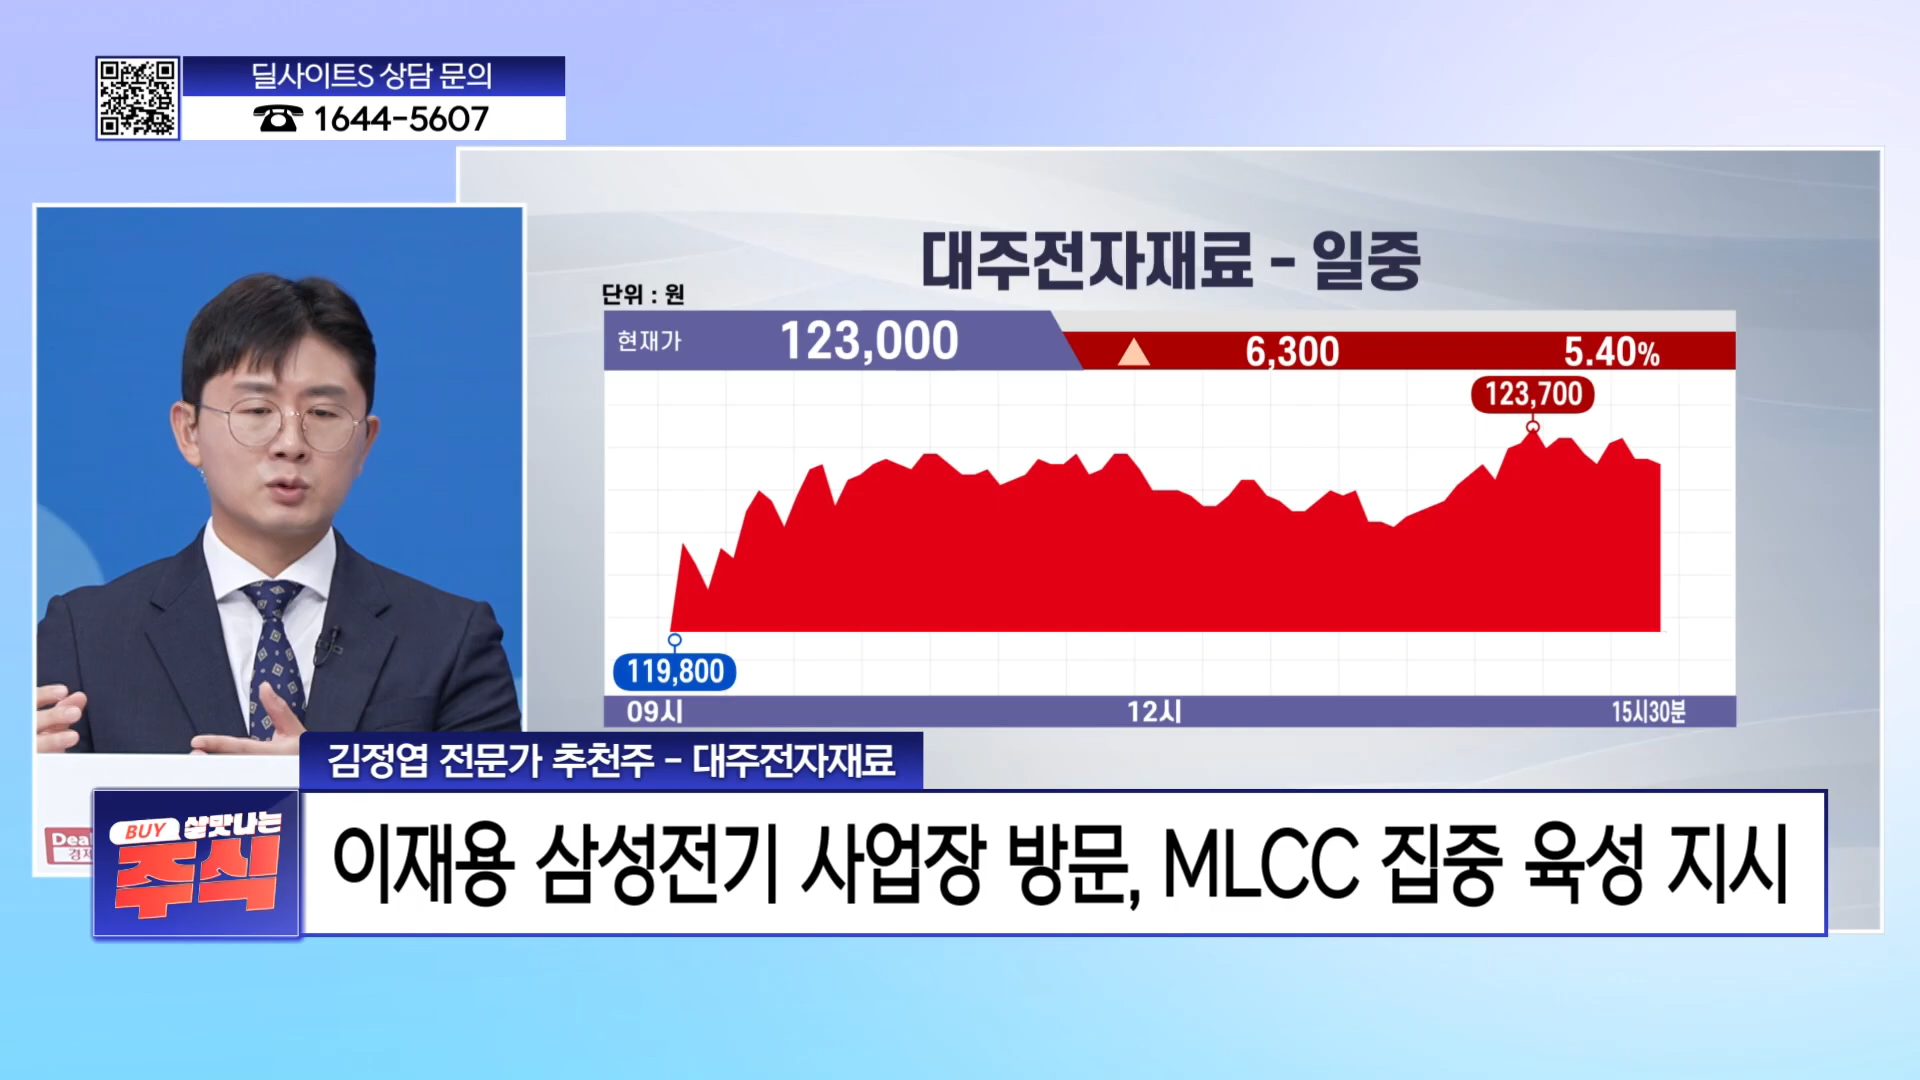 딜사이트S 상담 문의
☎ 1644-5607
대주전자재료 - 일중
단위 : 원
현재가 123,000 ▲ 6,300 5.40%
123,700
119,800
09시 12시 15시30분
김정엽 전문가 추천주 - 대주전자재료
BUY 살맛나는
주식
이재용 삼성전기 사업장 방문, MLCC 집중 육성 지시